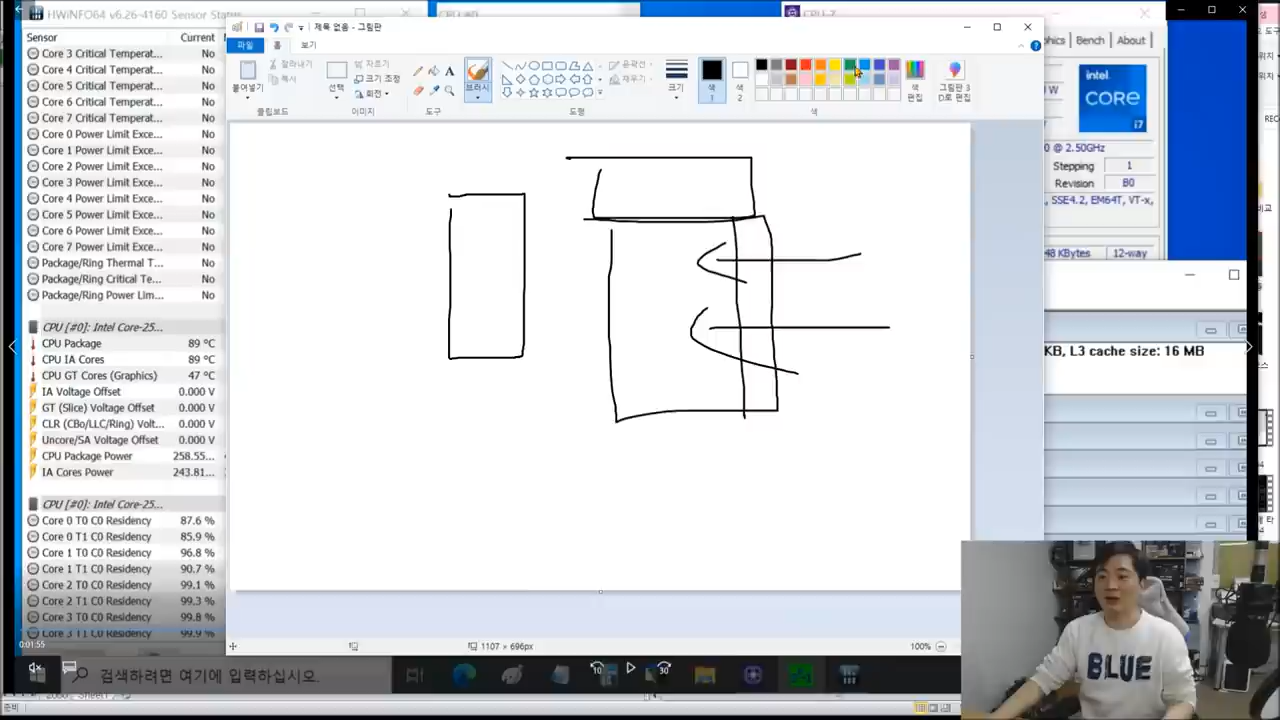 HWiNFO64 v6.26-4160 Sensor Status
제목 없음 - 그림판
파일
홈
보기
붙여넣기
잘라내기
복사
클립보드
선택
자르기
크기 조정
회전
이미지
도구
브러시
윤곽선
채우기
도형
크기
색
1
색
2
색
편집
그림판 3
D로 편집
색
Sensor Current
Core 3 Critical Temperat... No
Core 4 Critical Temperat... No
Core 5 Critical Temperat... No
Core 6 Critical Temperat... No
Core 7 Critical Temperat... No
Core 0 Power Limit Exce... No
Core 1 Power Limit Exce... No
Core 2 Power Limit Exce... No
Core 3 Power Limit Exce... No
Core 4 Power Limit Exce... No
Core 5 Power Limit Exce... No
Core 6 Power Limit Exce... No
Core 7 Power Limit Exce... No
Package/Ring Thermal T... No
Package/Ring Critical Te... No
Package/Ring Power Lim... No
CPU [#0]: Intel Core-25...
CPU Package 89 °C
CPU IA Cores 89 °C
CPU GT Cores (Graphics) 47 °C
IA Voltage Offset 0.000 V
GT (Slice) Voltage Offset 0.000 V
CLR (CBo/LLC/Ring) Volt... 0.000 V
Uncore/SA Voltage Offset 0.000 V
CPU Package Power 258.55...
IA Cores Power 243.81...
CPU [#0]: Intel Core-25...
Core 0 T0 C0 Residency 87.6 %
Core 0 T1 C0 Residency 85.9 %
Core 1 T0 C0 Residency 96.8 %
Core 1 T1 C0 Residency 90.7 %
Core 2 T0 C0 Residency 99.1 %
Core 2 T1 C0 Residency 99.3 %
Core 3 T0 C0 Residency 99.8 %
Core 3 T1 C0 Residency 99.9 %
phics Bench About
intel
CORE
i7
0 @ 2.50GHz
Stepping 1
Revision B0
, SSE4.2, EM64T, VT-x,
48 KBytes 12-way
KB, L3 cache size: 16 MB
0:01:55
1107 × 696px
100%
검색하려면 여기에 입력하십시오.
10
30
준비
BLUE